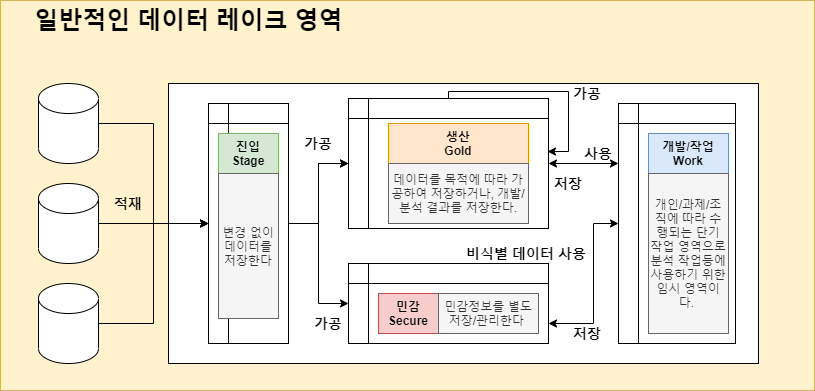 일반적인 데이터 레이크 영역
적재
진입
Stage
변경 없이
데이터를
저장한다
가공
가공
가공
생산
Gold
데이터를 목적에 따라 가
공하여 저장하거나, 개발/
분석 결과를 저장한다.
사용
저장
비식별 데이터 사용
민감
Secure
민감정보를 별도
저장/관리한다
저장
개발/작업
Work
개인/과제/조
직에 따라 수
행되는 단기
작업 영역으로
분석 작업등에
사용하기 위한
임시 영역이
다.